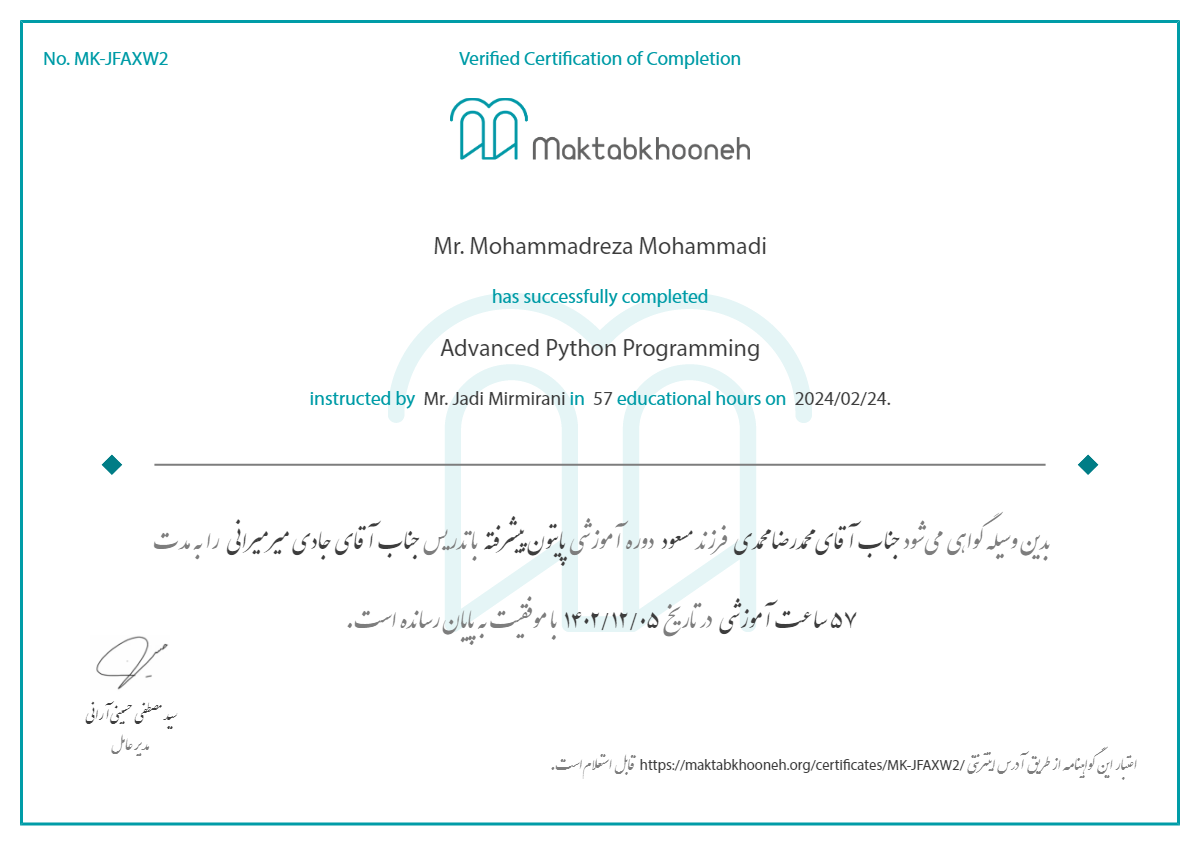 No. MK-JFAXW2
Verified Certification of Completion
Maktabkhooneh
Mr. Mohammadreza Mohammadi
has successfully completed
Advanced Python Programming
instructed by Mr. Jadi Mirmirani in 57 educational hours on 2024/02/24.
بدین وسیله گواهی می‌شود جناب آقای محمدرضا محمدی فرزند مسعود دوره آموزشی پایتون پیشرفته با تدریس جناب آقای جادی میرمیرانی را به مدت
۵۷ ساعت آموزشی در تاریخ ۱۴۰۲/۱۲/۰۵ با موفقیت به پایان رسانده است.
سید مصطفی حسینی آرانی
مدیر عامل
اعتبار این گواهینامه از طریق آدرس اینترنتی https://maktabkhooneh.org/certificates/MK-JFAXW2/ قابل استعلام است.